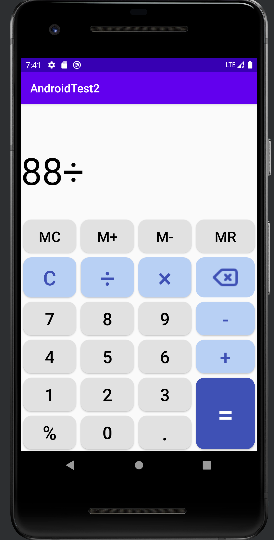 7:41 LTE
AndroidTest2
88÷
MC M+ M- MR
C ÷ ×
7 8 9 -
4 5 6 +
1 2 3
% 0 . =